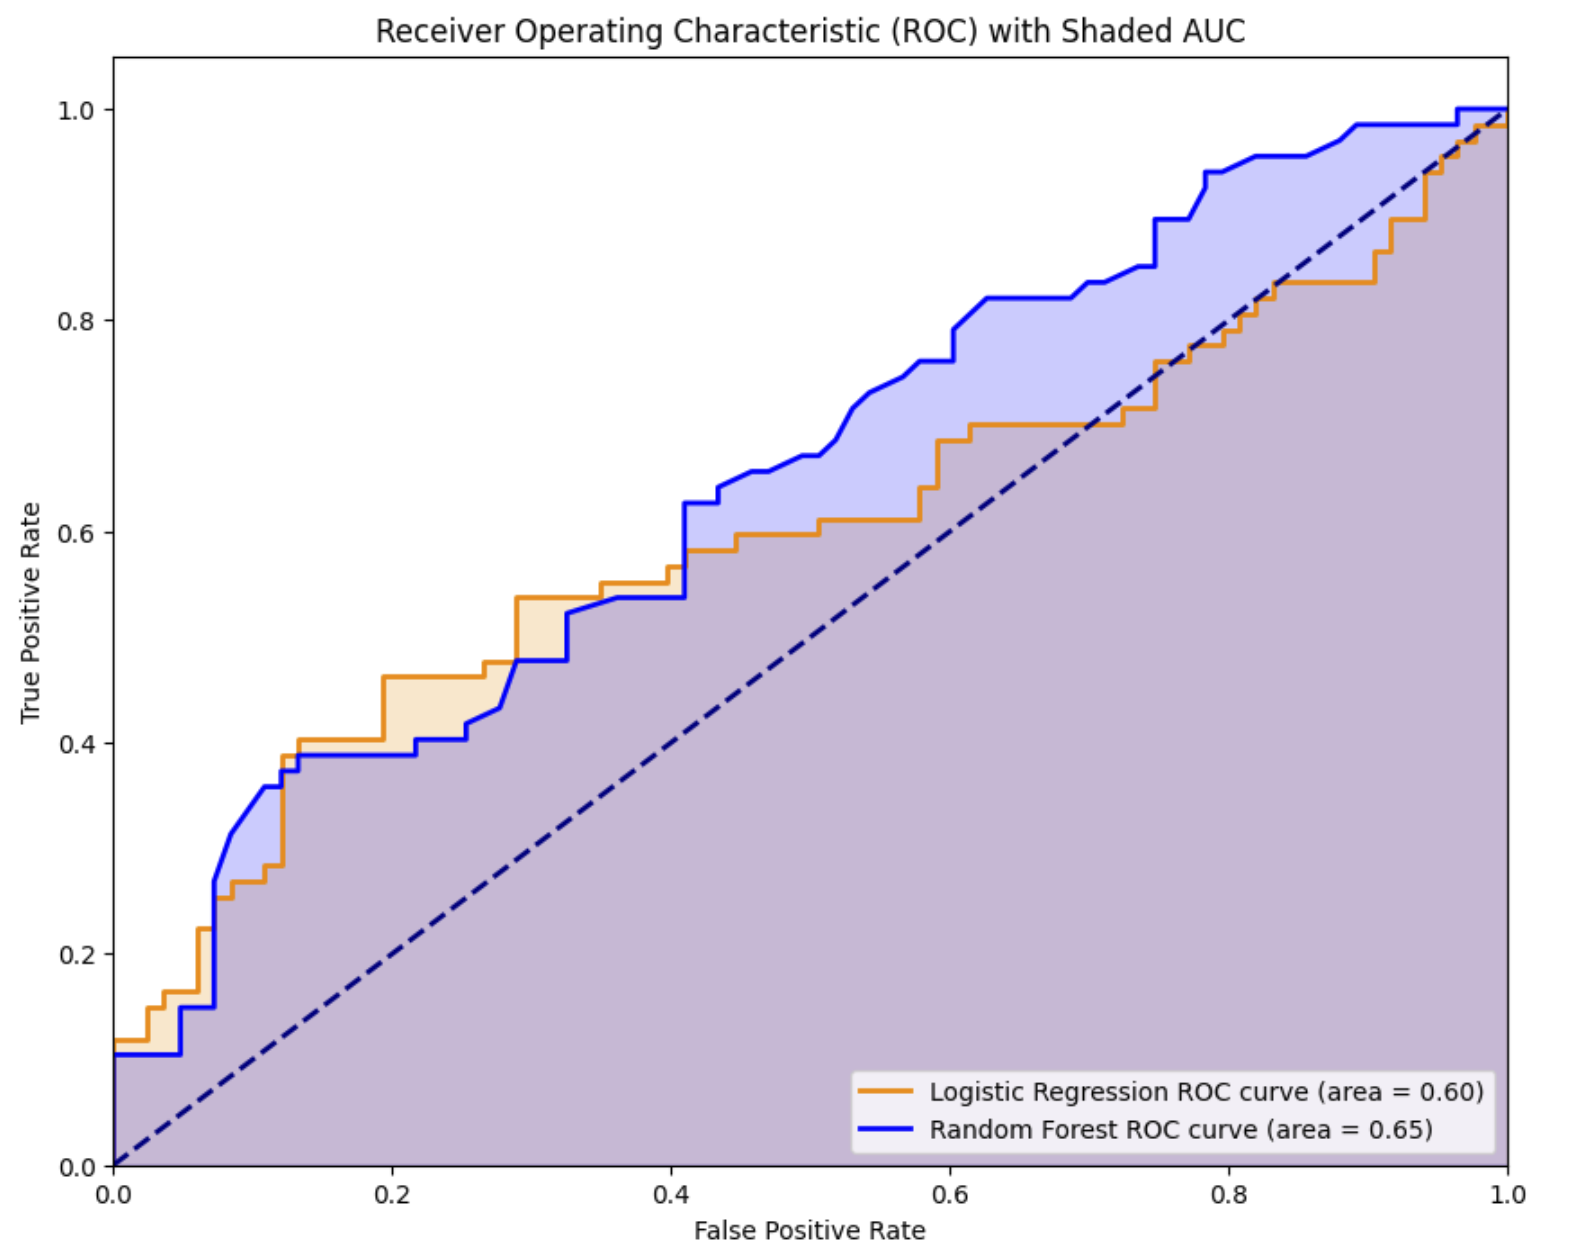 Receiver Operating Characteristic (ROC) with Shaded AUC
True Positive Rate
1.0
0.8
0.6
0.4
0.2
0.0
0.0 0.2 0.4 0.6 0.8 1.0
False Positive Rate
Logistic Regression ROC curve (area = 0.60)
Random Forest ROC curve (area = 0.65)